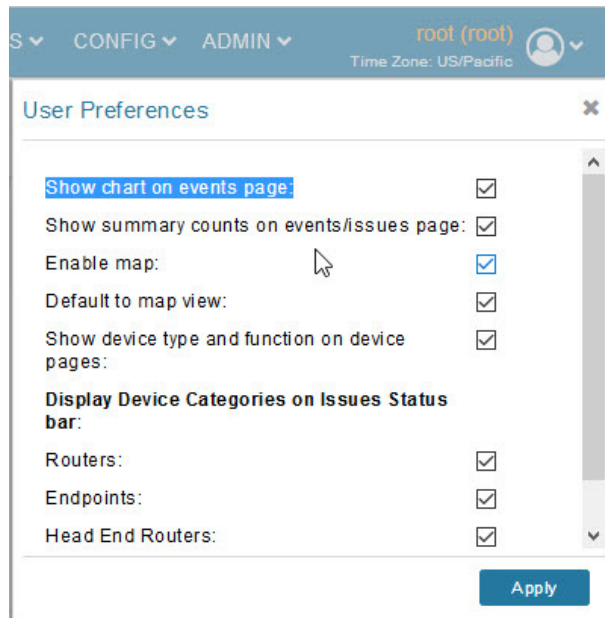 S CONFIG ADMIN root (root)
Time Zone: US/Pacific
User Preferences
Show chart on events page:
Show summary counts on events/issues page:
Enable map:
Default to map view:
Show device type and function on device
pages:
Display Device Categories on Issues Status
bar:
Routers:
Endpoints:
Head End Routers:
Apply